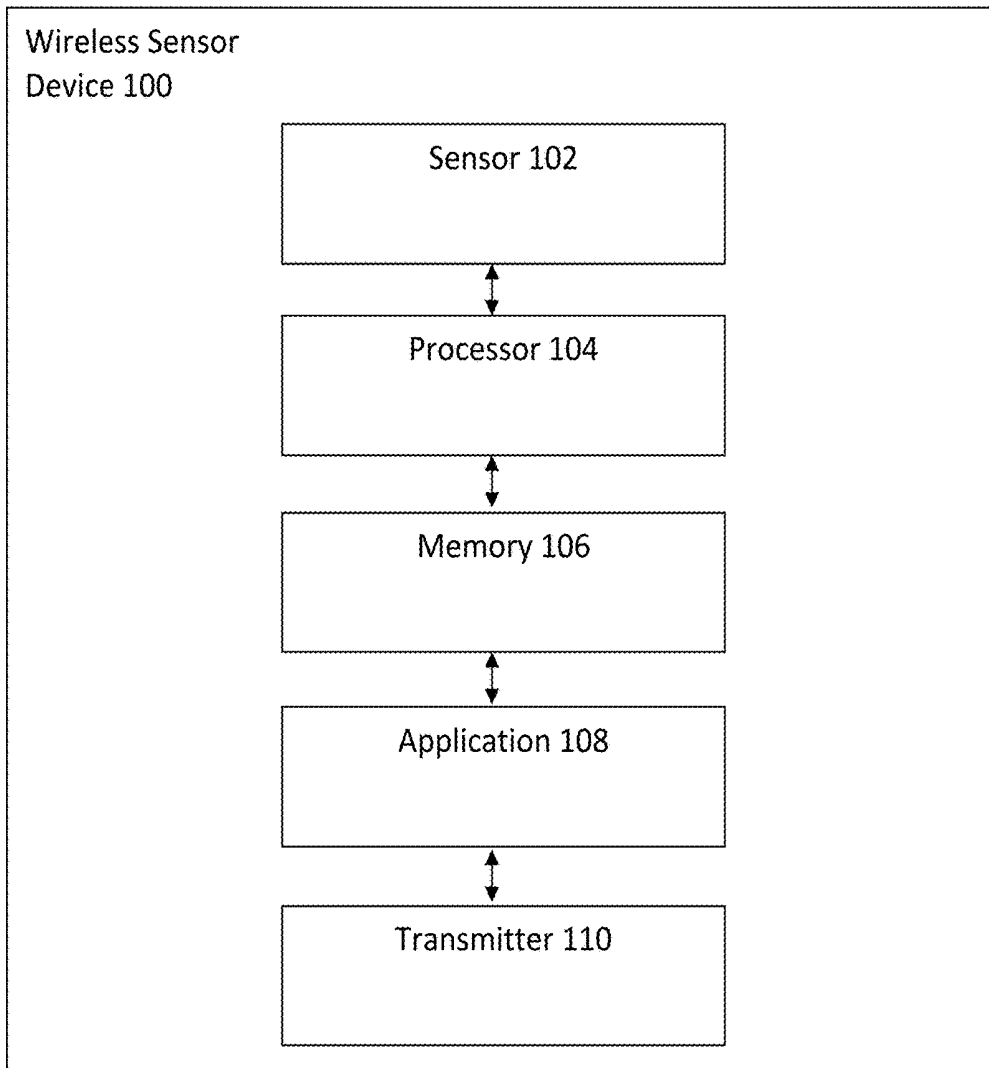 Wireless Sensor
Device 100
Sensor 102
Processor 104
Memory 106
Application 108
Transmitter 110